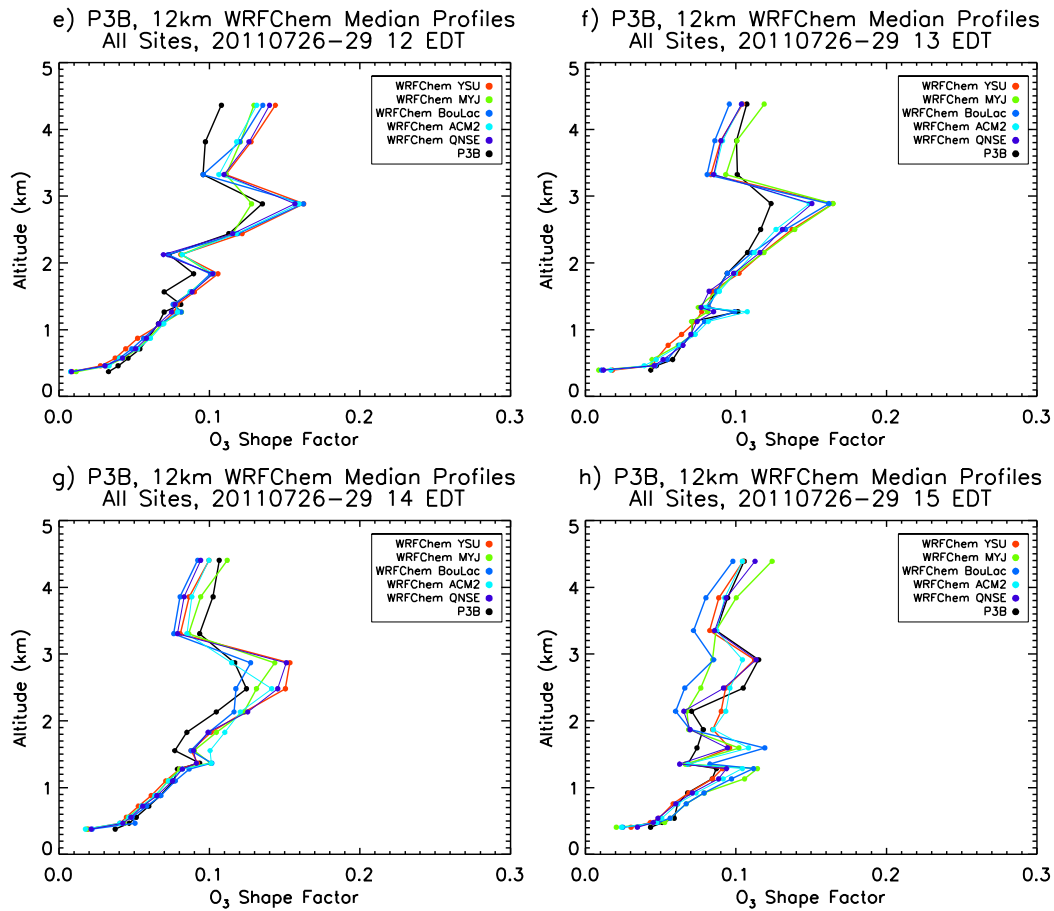 e) P3B, 12km WRFChem Median Profiles
All Sites, 20110726-29 12 EDT
5
4
3
2
1
0
Altitude (km)
WRFChem YSU
WRFChem MYJ
WRFChem BouLac
WRFChem ACM2
WRFChem QNSE
P3B
0.0 0.1 0.2 0.3
O3 Shape Factor
f) P3B, 12km WRFChem Median Profiles
All Sites, 20110726-29 13 EDT
5
4
3
2
1
0
Altitude (km)
WRFChem YSU
WRFChem MYJ
WRFChem BouLac
WRFChem ACM2
WRFChem QNSE
P3B
0.0 0.1 0.2 0.3
O3 Shape Factor
g) P3B, 12km WRFChem Median Profiles
All Sites, 20110726-29 14 EDT
5
4
3
2
1
0
Altitude (km)
WRFChem YSU
WRFChem MYJ
WRFChem BouLac
WRFChem ACM2
WRFChem QNSE
P3B
0.0 0.1 0.2 0.3
O3 Shape Factor
h) P3B, 12km WRFChem Median Profiles
All Sites, 20110726-29 15 EDT
5
4
3
2
1
0
Altitude (km)
WRFChem YSU
WRFChem MYJ
WRFChem BouLac
WRFChem ACM2
WRFChem QNSE
P3B
0.0 0.1 0.2 0.3
O3 Shape Factor